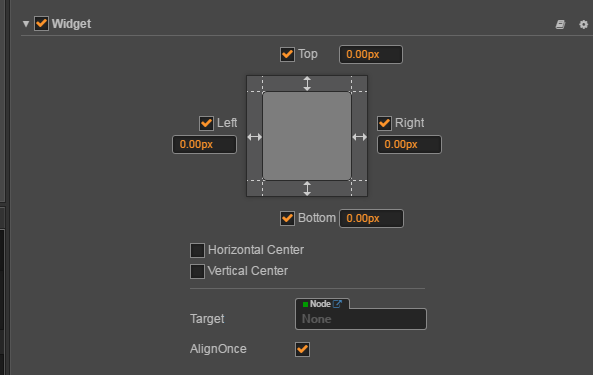 Widget
Top 0.00px
Left Right
0.00px 0.00px
Bottom 0.00px
Horizontal Center
Vertical Center
Node
Target None
AlignOnce